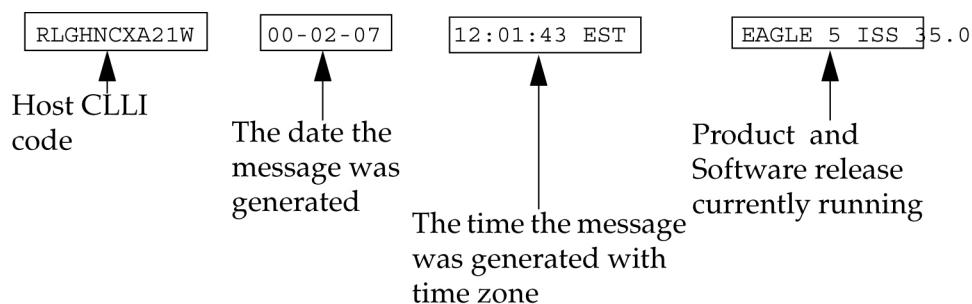 RLGHNCXA21W 00-02-07 12:01:43 EST EAGLE 5 ISS 35.0
Host CLLI
code
The date the
message was
generated
The time the message
was generated with
time zone
Product and
Software release
currently running